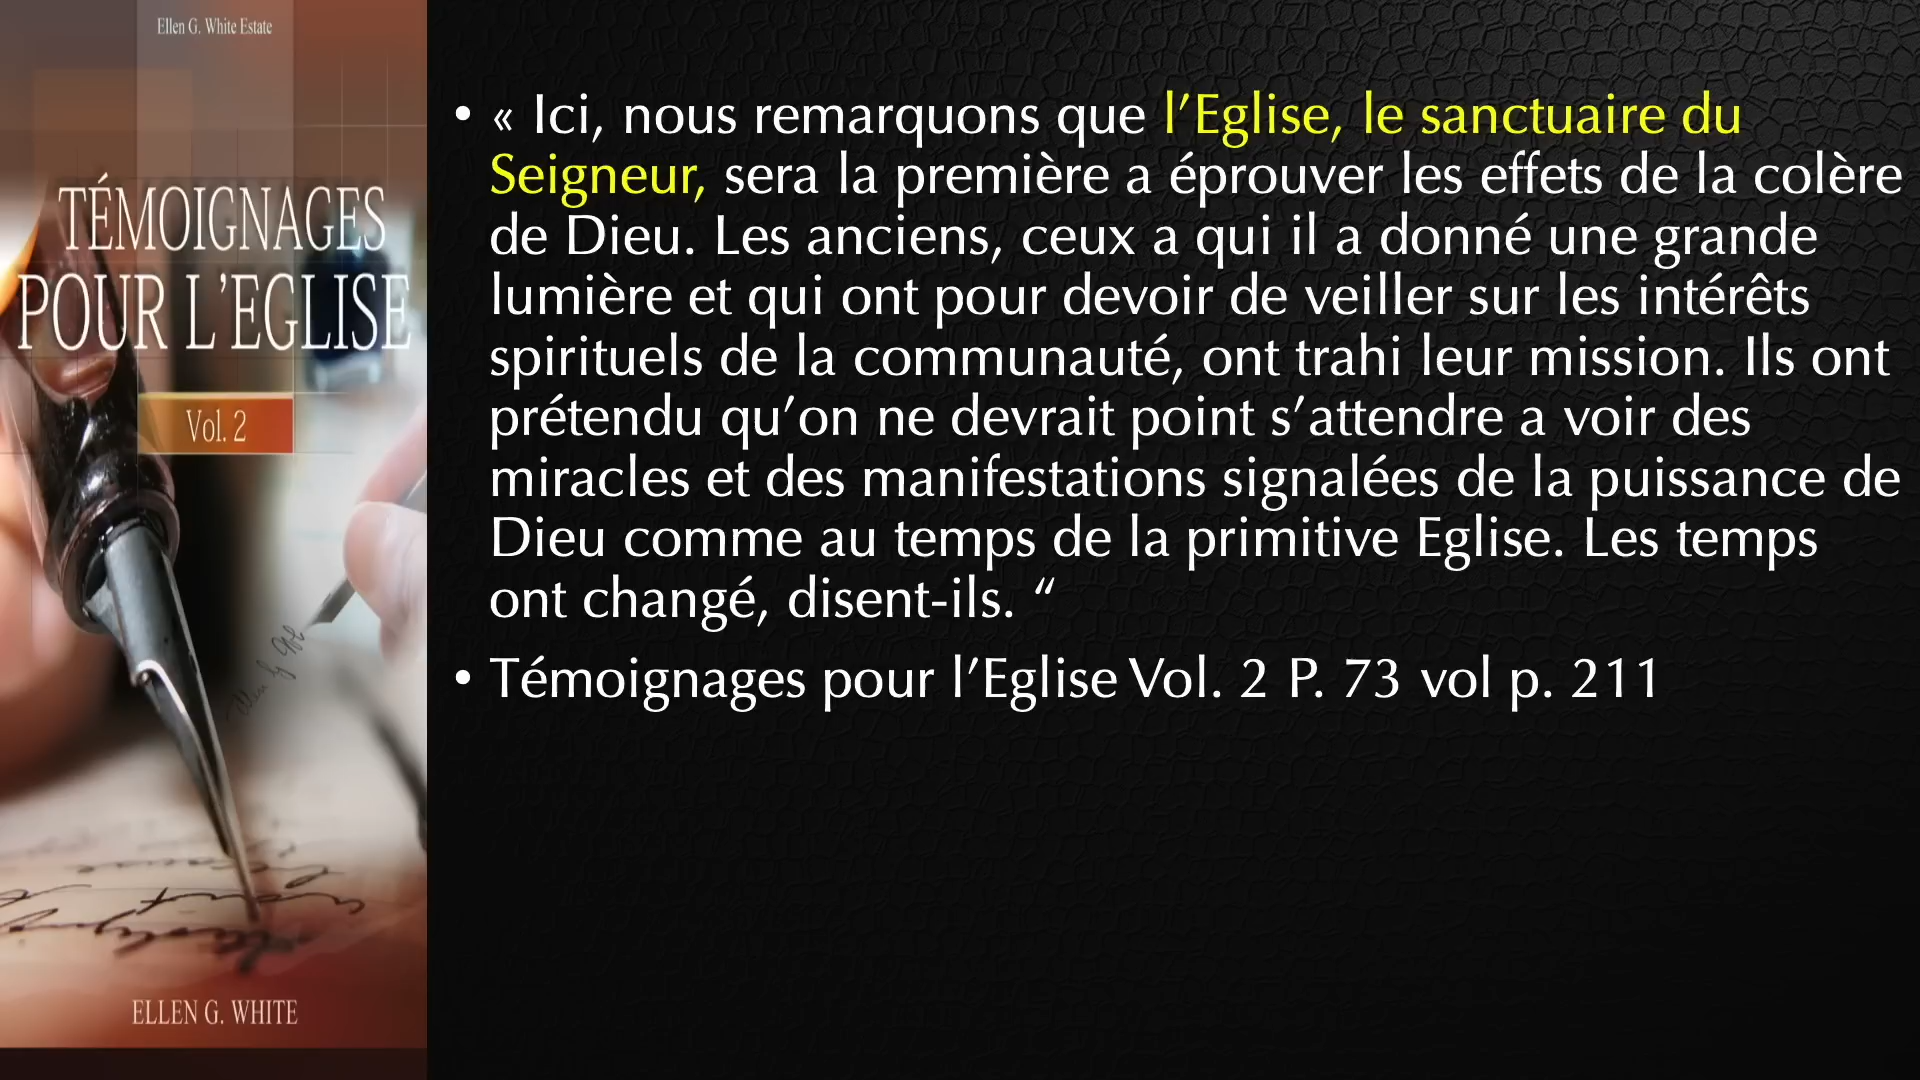 Ellen G. White Estate
TÉMOIGNAGES
POUR L'EGLISE
Vol. 2
ELLEN G. WHITE
• « Ici, nous remarquons que l’Eglise, le sanctuaire du
Seigneur, sera la première a éprouver les effets de la colère
de Dieu. Les anciens, ceux a qui il a donné une grande
lumière et qui ont pour devoir de veiller sur les intérêts
spirituels de la communauté, ont trahi leur mission. Ils ont
prétendu qu’on ne devrait point s’attendre a voir des
miracles et des manifestations signalées de la puissance de
Dieu comme au temps de la primitive Eglise. Les temps
ont changé, disent-ils. “
• Témoignages pour l’Eglise Vol. 2 P. 73 vol p. 211